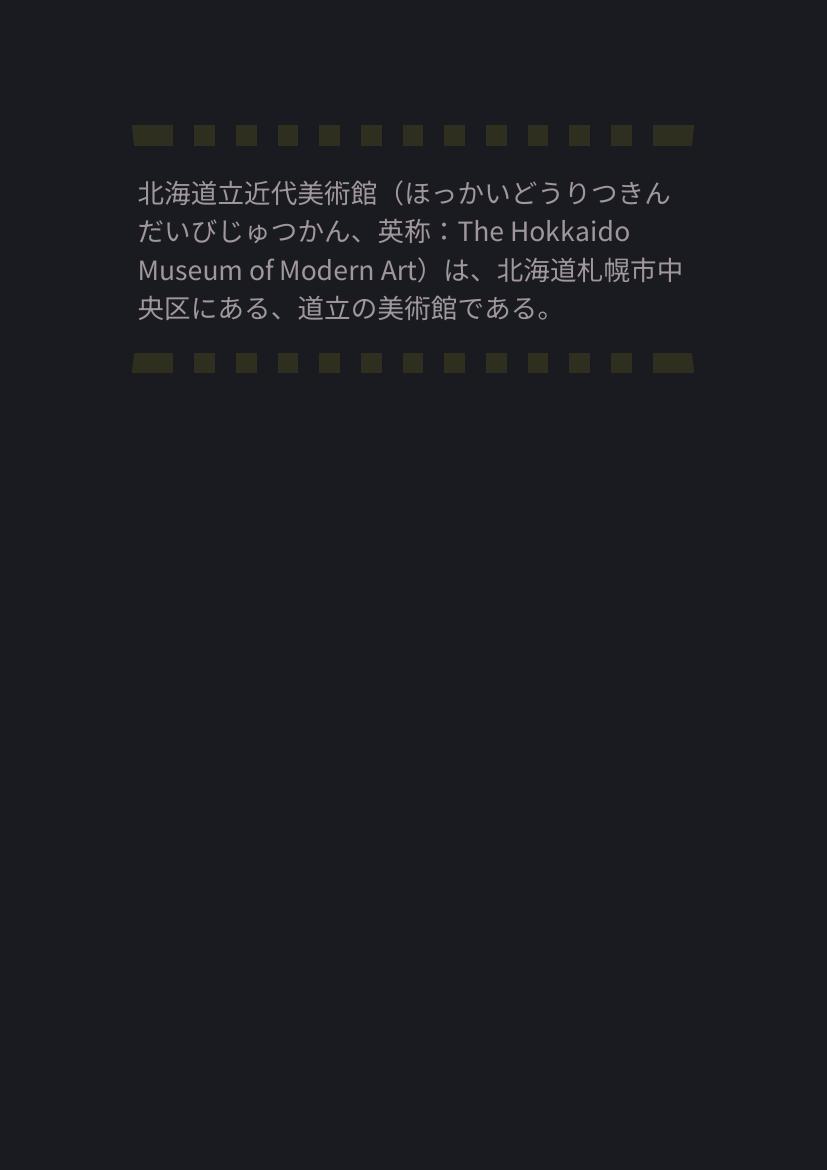 北海道立近代美術館（ほっかいどうりつきん
だいびじゅつかん、英称：The Hokkaido
Museum of Modern Art）は、北海道札幌市中
央区にある、道立の美術館である。